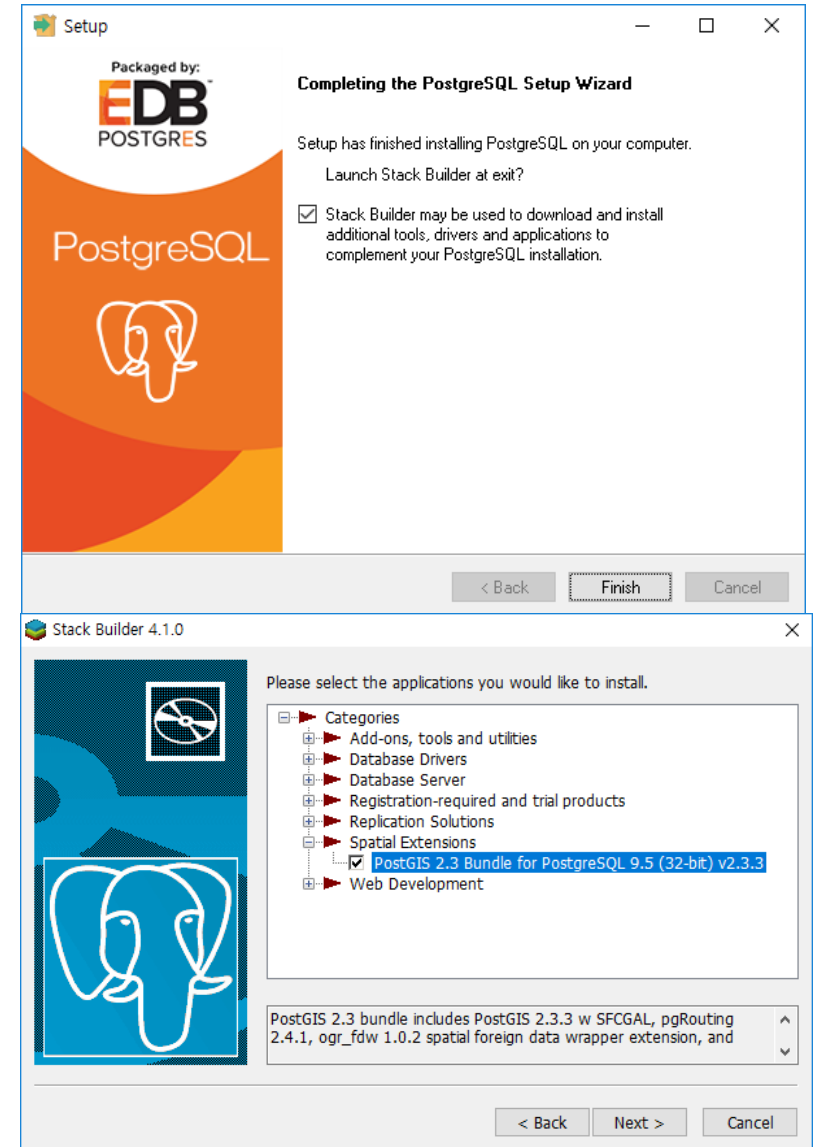 Setup
Packaged by:
EDB
POSTGRES
PostgreSQL
Completing the PostgreSQL Setup Wizard
Setup has finished installing PostgreSQL on your computer.
Launch Stack Builder at exit?
Stack Builder may be used to download and install
additional tools, drivers and applications to
complement your PostgreSQL installation.
< Back
Finish
Cancel
Stack Builder 4.1.0
Please select the applications you would like to install.
Categories
Add-ons, tools and utilities
Database Drivers
Database Server
Registration-required and trial products
Replication Solutions
Spatial Extensions
PostGIS 2.3 Bundle for PostgreSQL 9.5 (32-bit) v2.3.3
Web Development
PostGIS 2.3 bundle includes PostGIS 2.3.3 w SFCGAL, pgRouting
2.4.1, ogr_fdw 1.0.2 spatial foreign data wrapper extension, and
< Back
Next >
Cancel